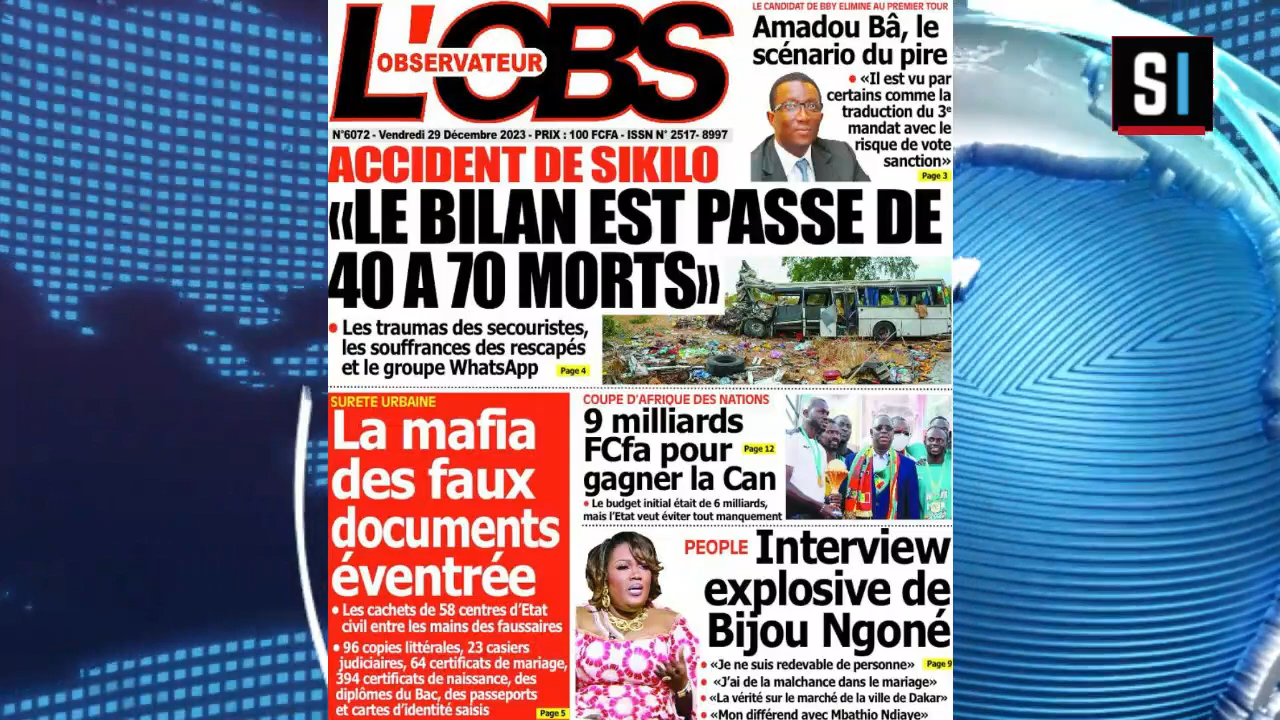 L'OBS
OBSERVATEUR
N°6072 - Vendredi 29 Décembre 2023 - PRIX : 100 FCFA - ISSN N° 2517- 8997
LE CANDIDAT DE BBY ELIMINE AU PREMIER TOUR
Amadou Bâ, le
scénario du pire
• «Il est vu par
certains comme la
traduction du 3e
mandat avec le
risque de vote
sanction»
Page 3
SI
ACCIDENT DE SIKILO
«LE BILAN EST PASSE DE
40 A 70 MORTS»
• Les traumas des secouristes,
les souffrances des rescapés
et le groupe WhatsApp Page 4
SURETE URBAINE
La mafia
des faux
documents
éventrée
• Les cachets de 58 centres d'Etat
civil entre les mains des faussaires
• 96 copies littérales, 23 casiers
judiciaires, 64 certificats de mariage,
394 certificats de naissance, des
diplômes du Bac, des passeports
et cartes d'identité saisis Page 5
COUPE D'AFRIQUE DES NATIONS
9 milliards
FCfa pour Page 12
gagner la Can
• Le budget initial était de 6 milliards,
mais l'Etat veut éviter tout manquement
PEOPLE Interview
explosive de
Bijou Ngoné
• «Je ne suis redevable de personne» Page 9
• «J'ai de la malchance dans le mariage»
• «La vérité sur le marché de la ville de Dakar»
• «Mon différend avec Mbathio Ndiaye»